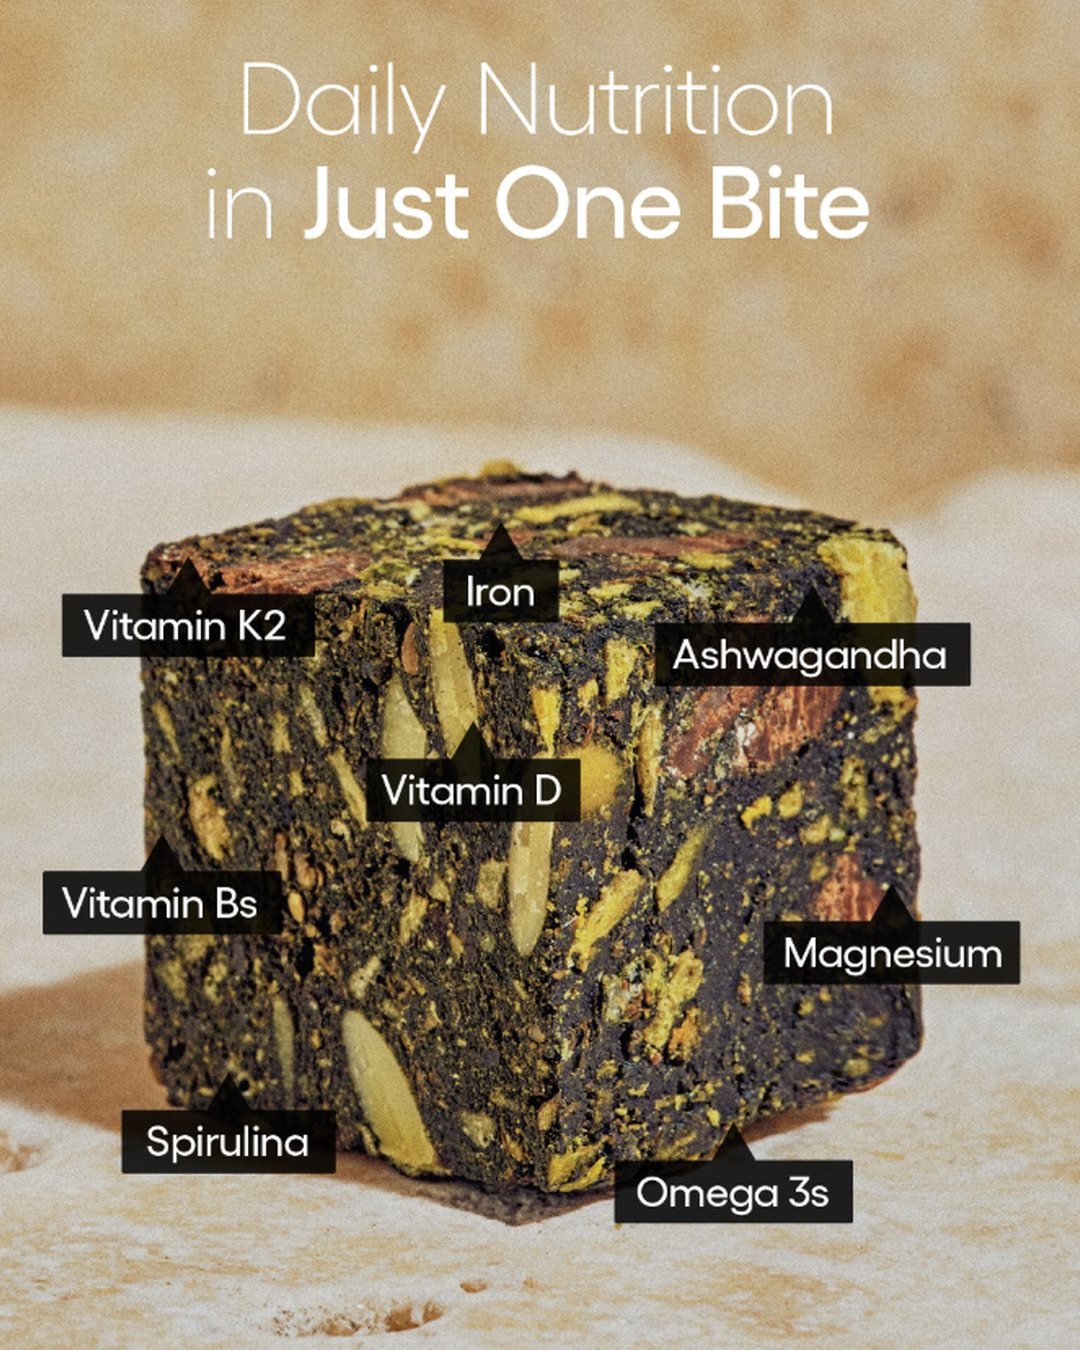 Daily Nutrition
in Just One Bite
Iron
Vitamin K2
Ashwagandha
Vitamin D
Vitamin Bs
Magnesium
Spirulina
Omega 3s